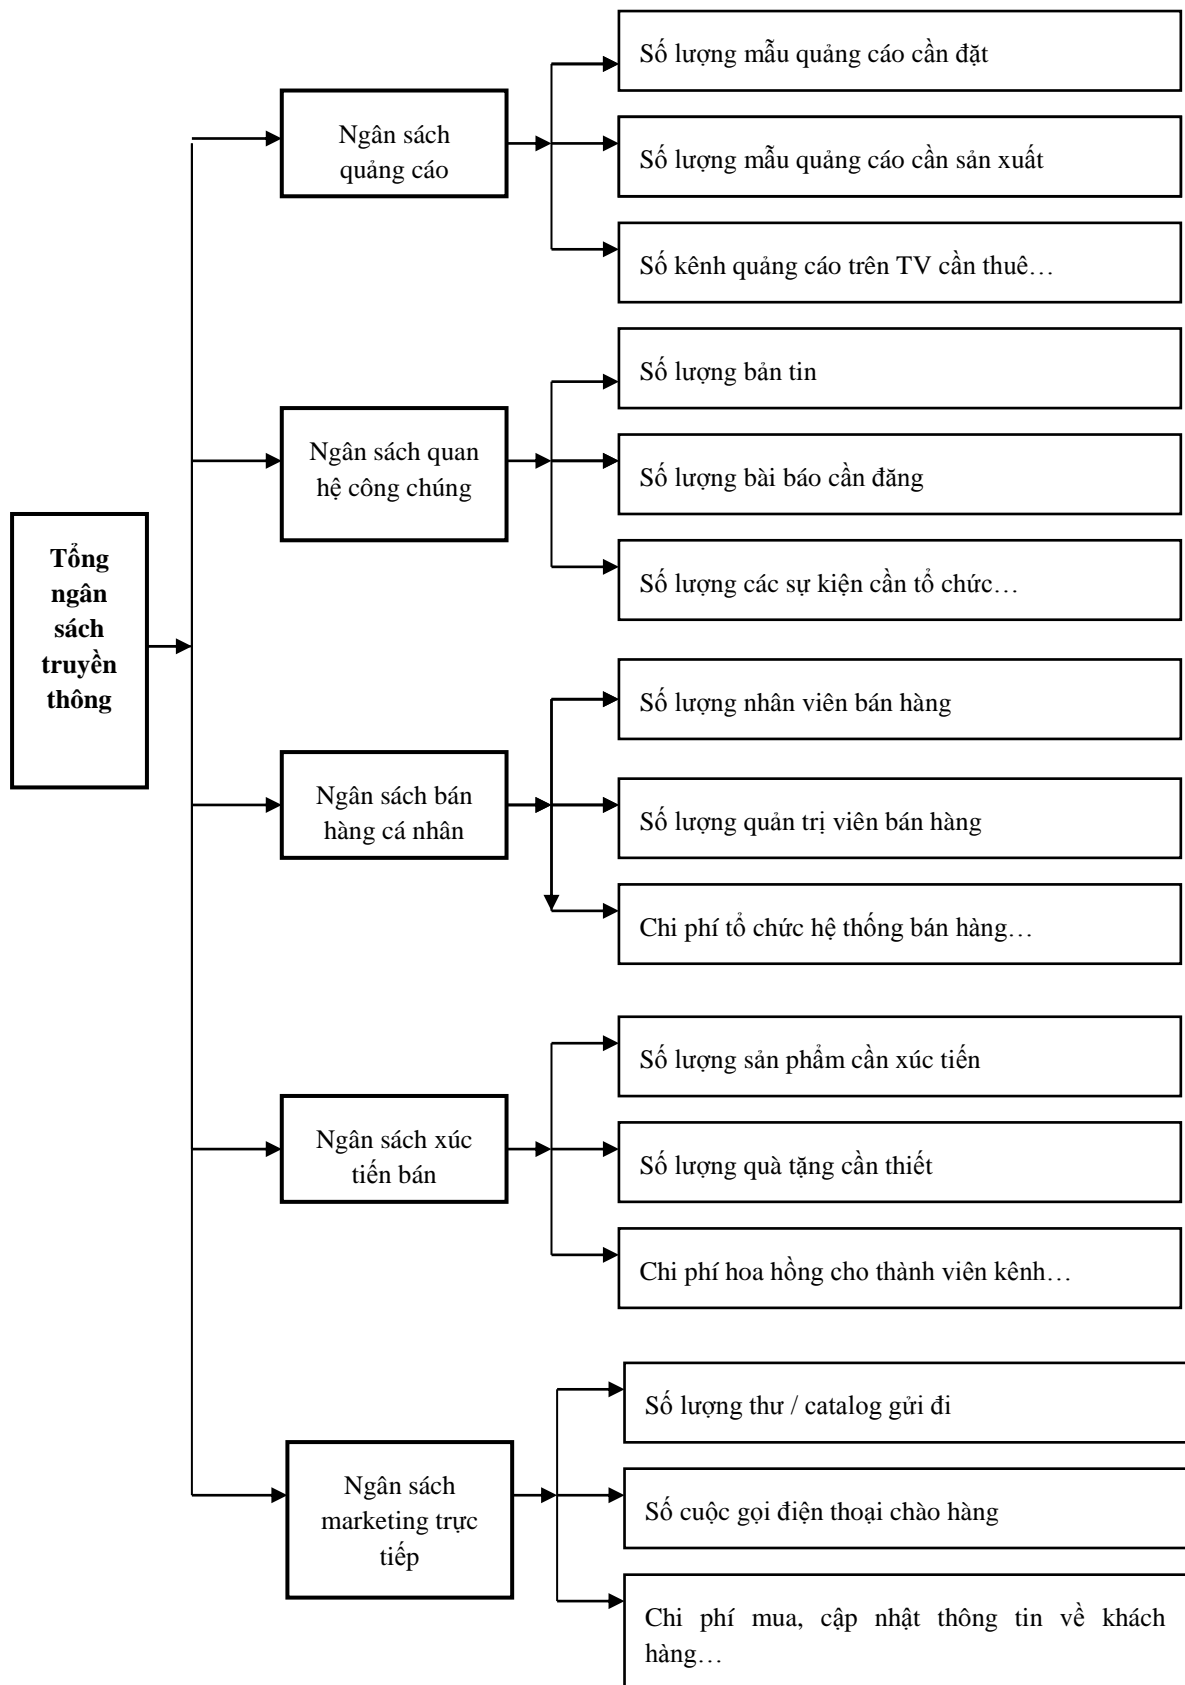 Tổng
ngân
sách
truyền
thông
Ngân sách
quảng cáo
Số lượng mẫu quảng cáo cần đặt
Số lượng mẫu quảng cáo cần sản xuất
Số kênh quảng cáo trên TV cần thuê…
Ngân sách quan
hệ công chúng
Số lượng bản tin
Số lượng bài báo cần đăng
Số lượng các sự kiện cần tổ chức…
Ngân sách bán
hàng cá nhân
Số lượng nhân viên bán hàng
Số lượng quản trị viên bán hàng
Chi phí tổ chức hệ thống bán hàng…
Ngân sách xúc
tiến bán
Số lượng sản phẩm cần xúc tiến
Số lượng quà tặng cần thiết
Chi phí hoa hồng cho thành viên kênh…
Ngân sách
marketing trực
tiếp
Số lượng thư / catalog gửi đi
Số cuộc gọi điện thoại chào hàng
Chi phí mua, cập nhật thông tin về khách
hàng…